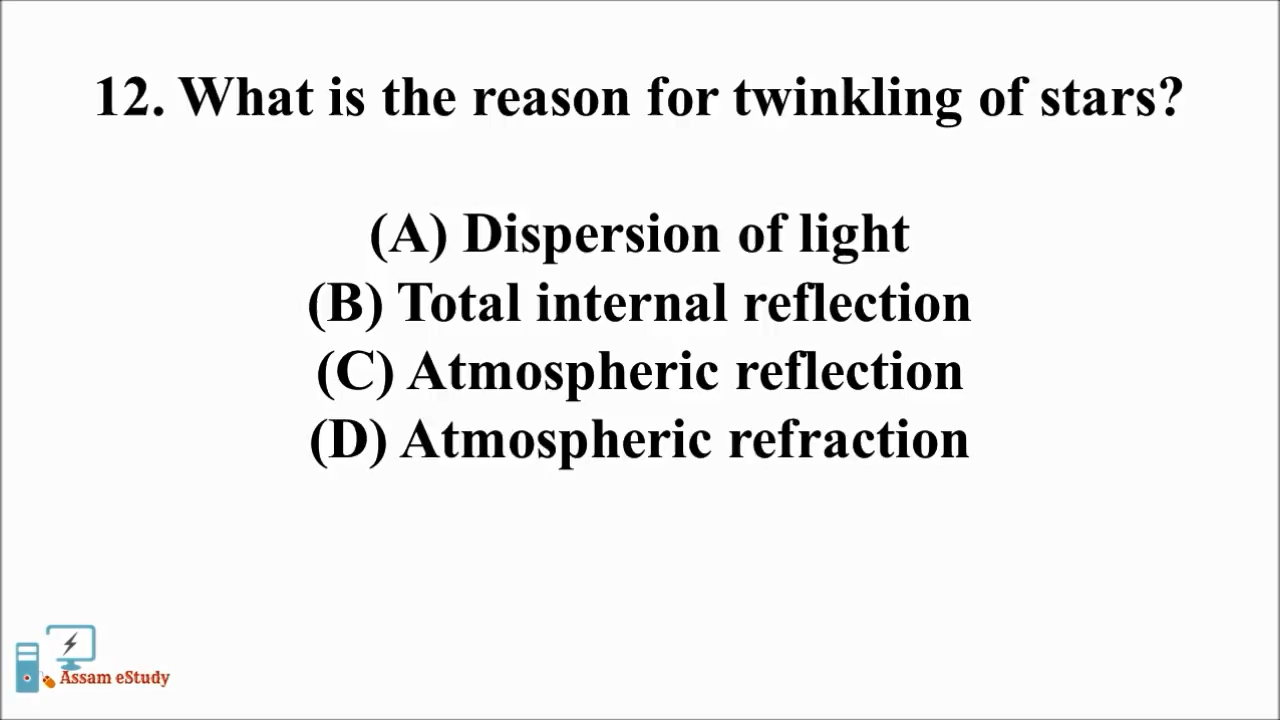 12. What is the reason for twinkling of stars?
(A) Dispersion of light
(B) Total internal reflection
(C) Atmospheric reflection
(D) Atmospheric refraction
Assam eStudy